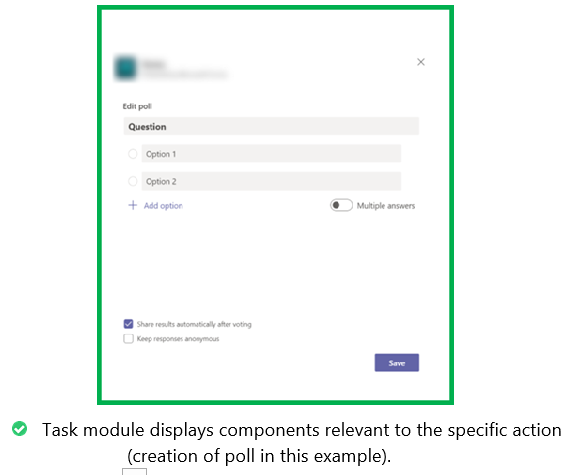 Edit poll
Question
Option 1
Option 2
Add option
Multiple answers
Share results automatically after voting
Keep responses anonymous
Save
Task module displays components relevant to the specific action
(creation of poll in this example).